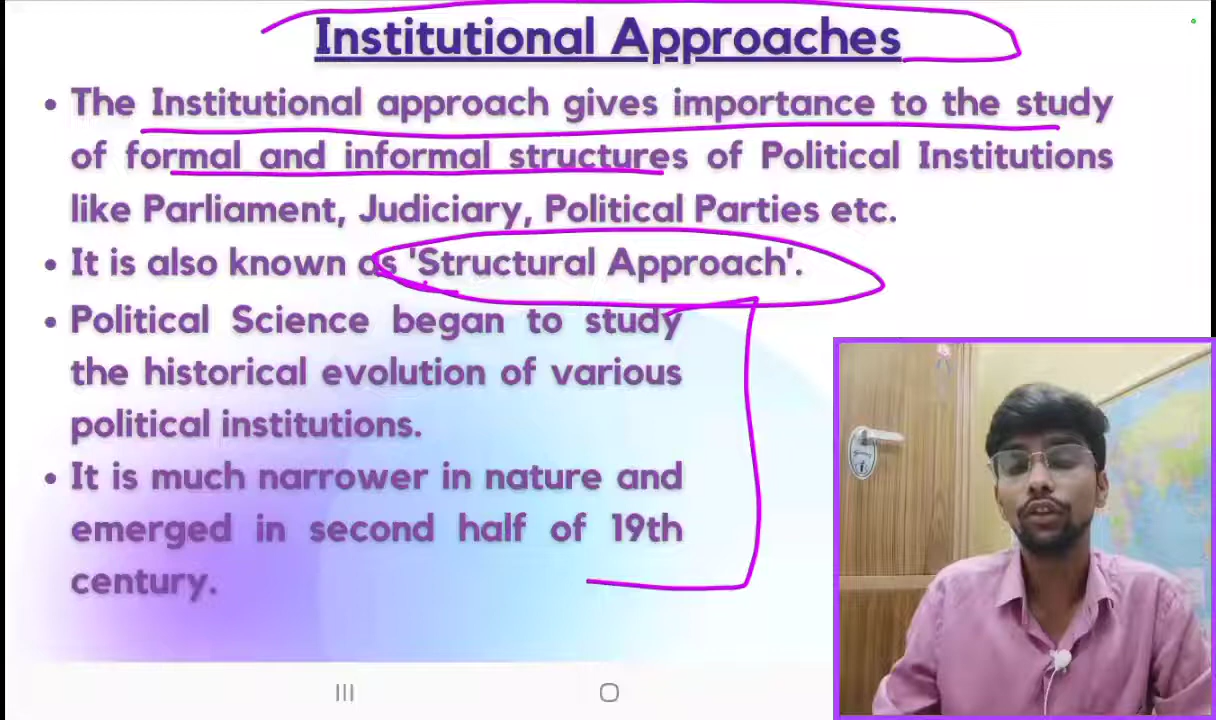 Institutional Approaches
• The Institutional approach gives importance to the study
of formal and informal structures of Political Institutions
like Parliament, Judiciary, Political Parties etc.
• It is also known as 'Structural Approach'.
• Political Science began to study
the historical evolution of various
political institutions.
• It is much narrower in nature and
emerged in second half of 19th
century.